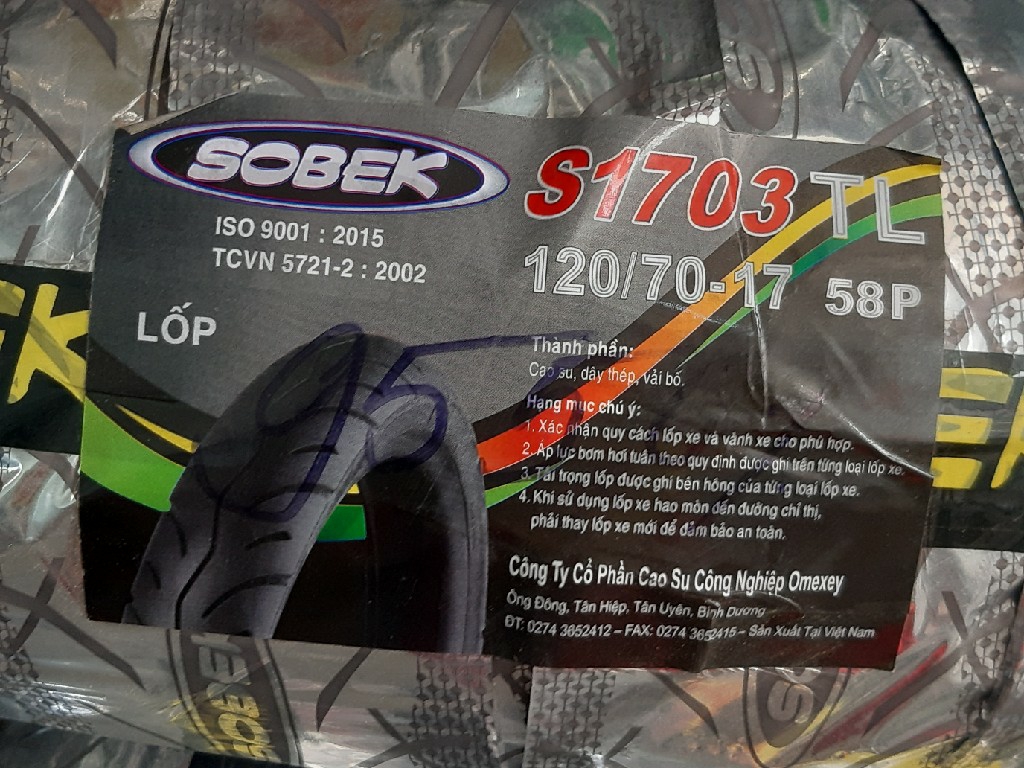 SOBEK
S1703 TL
ISO 9001 : 2015
TCVN 5721-2 : 2002
120/70-17 58P
LỐP
Thành phần:
Cao su, dây thép, vải bố.
Hạng mục chú ý:
1. Xác nhận quy cách lốp xe và vành xe cho phù hợp.
2. Áp lực bơm hơi tuân theo quy định được ghi trên từng loại lốp xe.
3. Tải trọng lốp được ghi bên hông của từng loại lốp xe.
4. Khi sử dụng lốp xe hao mòn đến đường chỉ thị,
phải thay lốp xe mới để đảm bảo an toàn.
Công Ty Cổ Phần Cao Su Công Nghiệp Omexey
Ông Đông, Tân Hiệp, Tân Uyên, Bình Dương
ĐT: 0274 3652412 – FAX: 0274 3652415 – Sản Xuất Tại Việt Nam